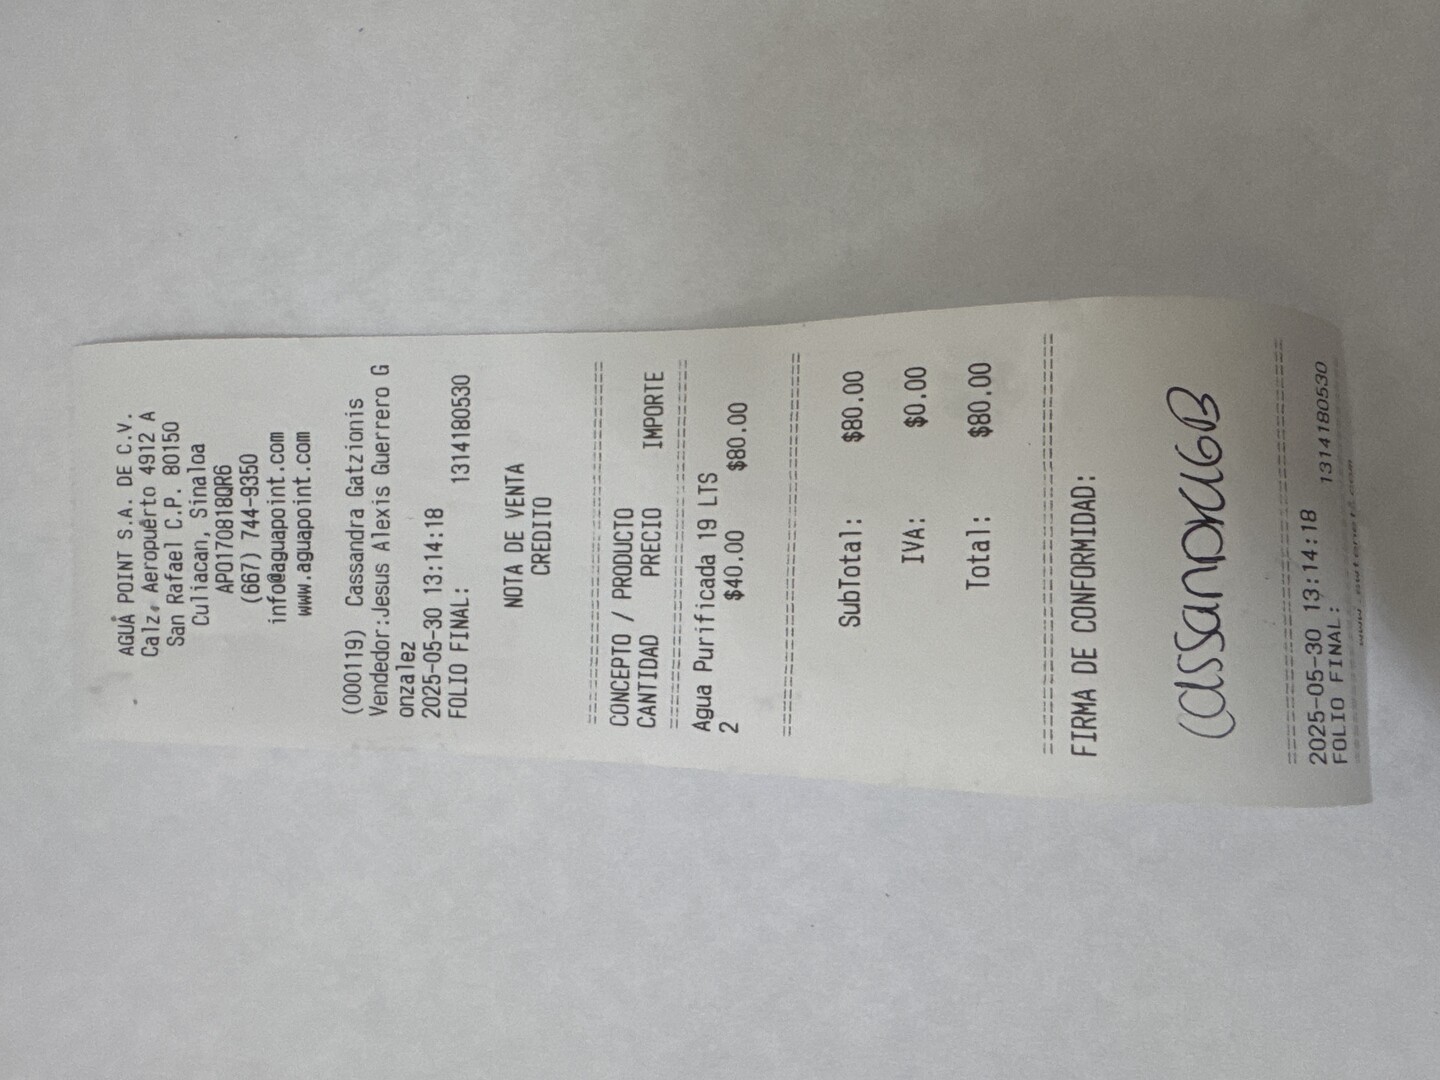 AGUA POINT S.A. DE C.V.
Calz. Aeropuerto 4912 A
San Rafael C.P. 80150
Culiacan, Sinaloa
APO170818QR6
(667) 744-9350
info@aguapoint.com
www.aguapoint.com
(000119) Cassandra Gatzionis
Vendedor:Jesus Alexis Guerrero G
onzalez
2025-05-30 13:14:18
FOLIO FINAL: 1314180530
NOTA DE VENTA
CREDITO
===============================
CONCEPTO / PRODUCTO
CANTIDAD PRECIO IMPORTE
===============================
Agua Purificada 19 LTS
2 $40.00 $80.00
===============================
SubTotal: $80.00
IVA: $0.00
Total: $80.00
===============================
FIRMA DE CONFORMIDAD:
Cassandra GB
===============================
2025-05-30 13:14:18
FOLIO FINAL: 1314180530